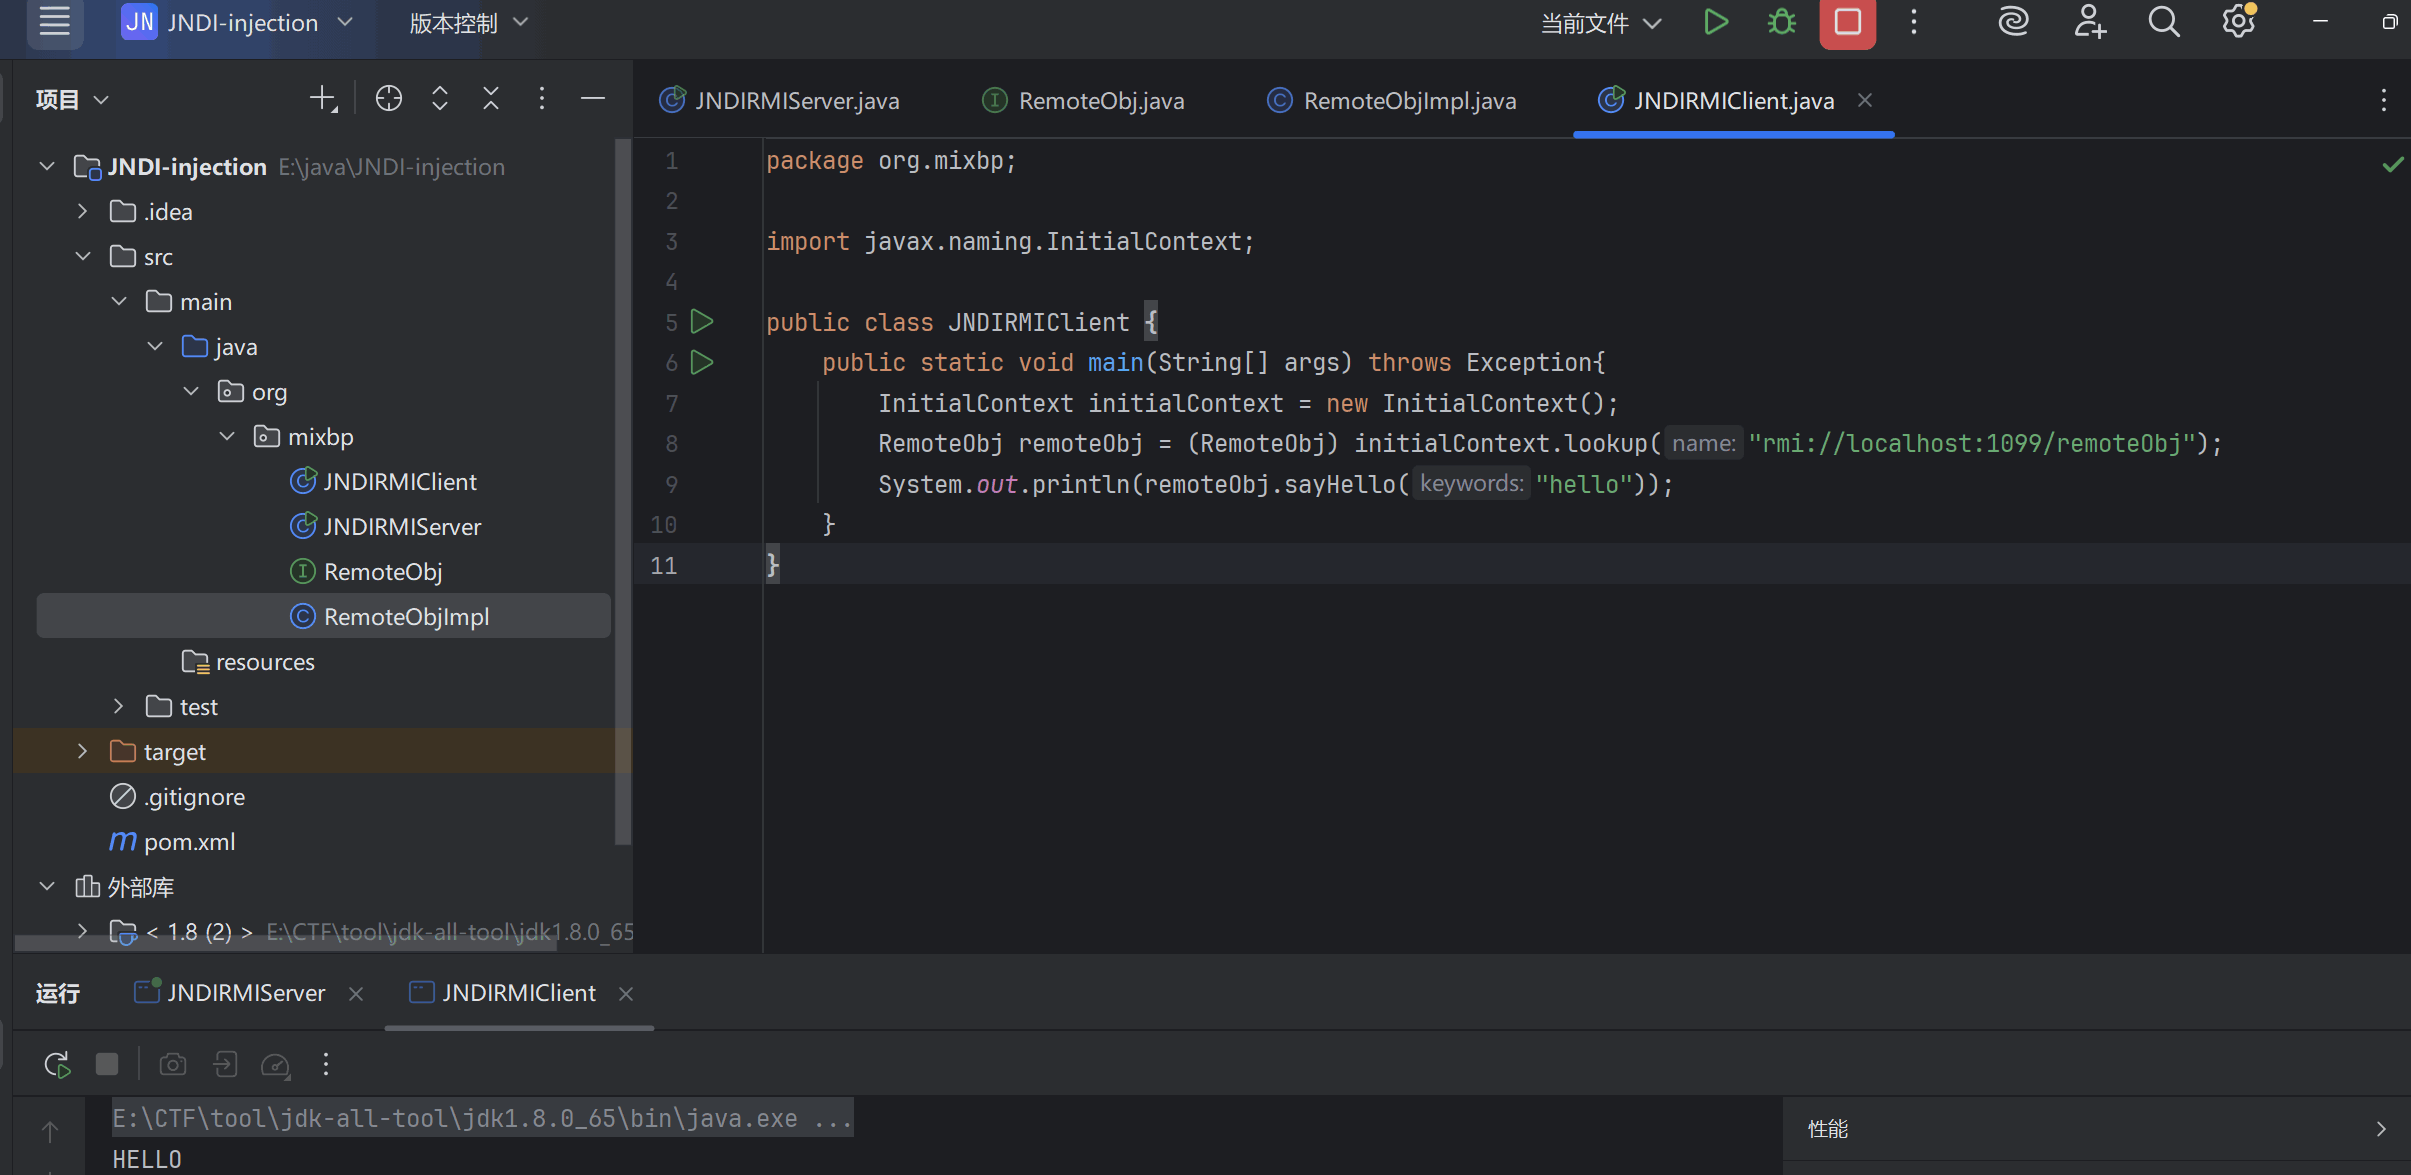 JN JNDI-injection 版本控制 当前文件
项目
JNDIRMIServer.java RemoteObj.java RemoteObjImpl.java JNDIRMIClient.java
JNDI-injection E:\java\JNDI-injection
.idea
src
main
java
org
mixbp
JNDIRMIClient
JNDIRMIServer
RemoteObj
RemoteObjImpl
resources
test
target
.gitignore
m pom.xml
外部库
< 1.8 (2) > E:\CTF\tool\jdk-all-tool\jdk1.8.0_65
1 package org.mixbp;
2
3 import javax.naming.InitialContext;
4
5 public class JNDIRMIClient {
6 public static void main(String[] args) throws Exception{
7 InitialContext initialContext = new InitialContext();
8 RemoteObj remoteObj = (RemoteObj) initialContext.lookup( name: "rmi://localhost:1099/remoteObj");
9 System.out.println(remoteObj.sayHello( keywords: "hello"));
10 }
11 }
运行 JNDIRMIServer JNDIRMIClient
E:\CTF\tool\jdk-all-tool\jdk1.8.0_65\bin\java.exe ...
HELLO
性能